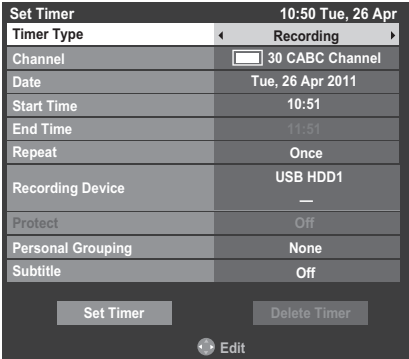 Set Timer 10:50 Tue, 26 Apr
Timer Type Recording
Channel 30 CABC Channel
Date Tue, 26 Apr 2011
Start Time 10:51
End Time 11:51
Repeat Once
Recording Device USB HDD1
—
Protect Off
Personal Grouping None
Subtitle Off
Set Timer Delete Timer
Edit